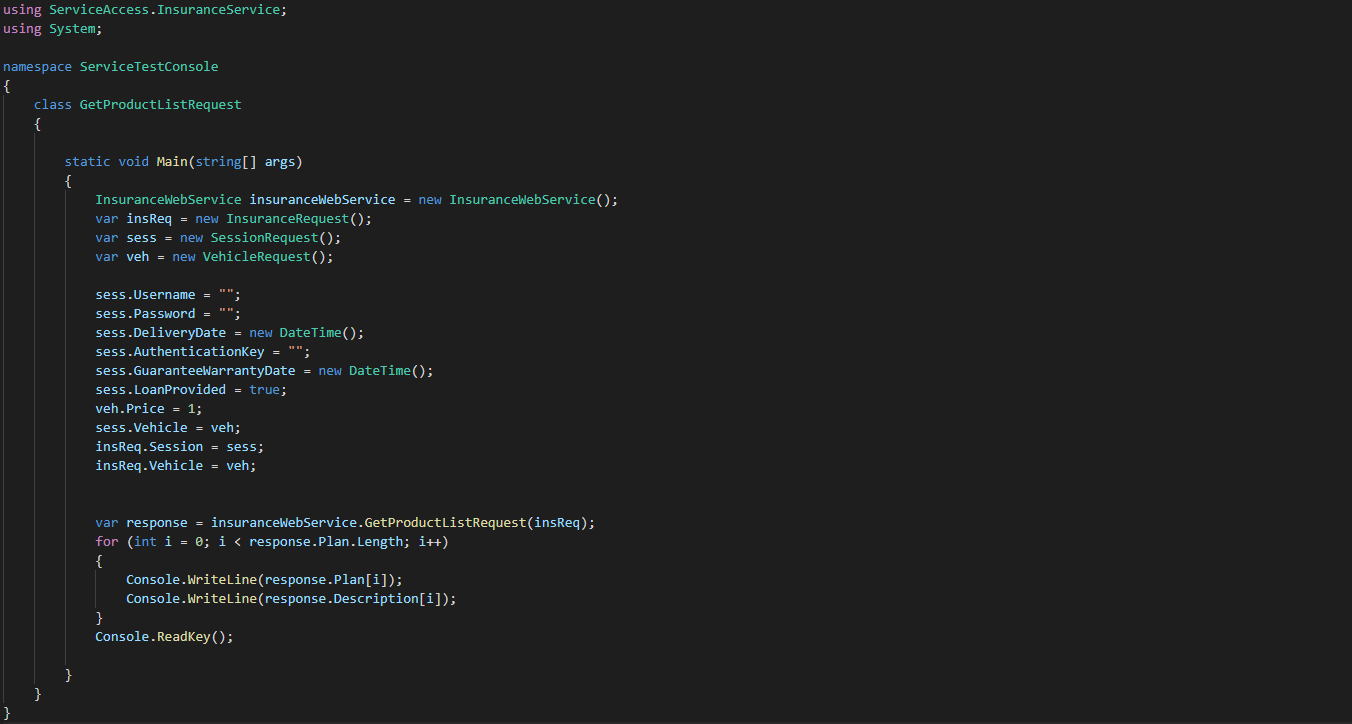 using ServiceAccess.InsuranceService;
using System;
namespace ServiceTestConsole
{
class GetProductListRequest
{
static void Main(string[] args)
{
InsuranceWebService insuranceWebService = new InsuranceWebService();
var insReq = new InsuranceRequest();
var sess = new SessionRequest();
var veh = new VehicleRequest();
sess.Username = "";
sess.Password = "";
sess.DeliveryDate = new DateTime();
sess.AuthenticationKey = "";
sess.GuaranteeWarrantyDate = new DateTime();
sess.LoanProvided = true;
veh.Price = 1;
sess.Vehicle = veh;
insReq.Session = sess;
insReq.Vehicle = veh;
var response = insuranceWebService.GetProductListRequest(insReq);
for (int i = 0; i < response.Plan.Length; i++)
{
Console.WriteLine(response.Plan[i]);
Console.WriteLine(response.Description[i]);
}
Console.ReadKey();
}
}
}